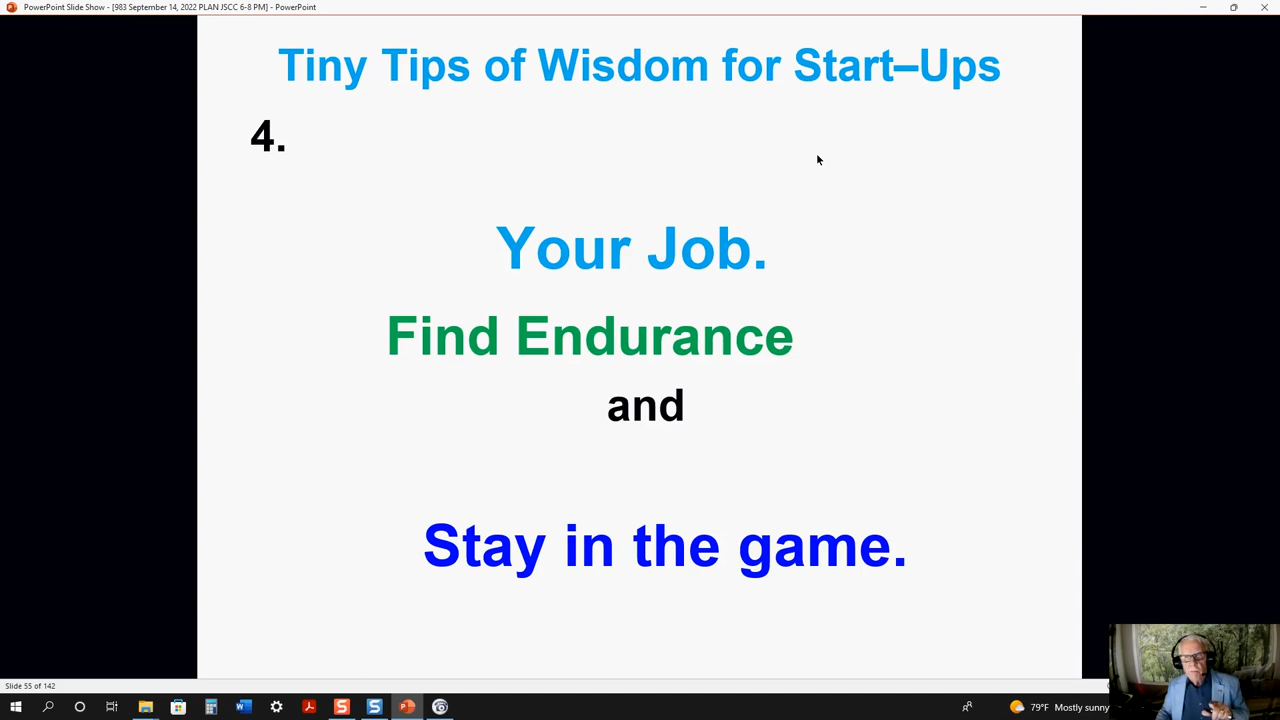 PowerPoint Slide Show - [983 September 14, 2022 PLAN JSCC 6-8 PM] - PowerPoint
Tiny Tips of Wisdom for Start–Ups
4.
Your Job.
Find Endurance
and
Stay in the game.
Slide 55 of 142
79°F Mostly sunny